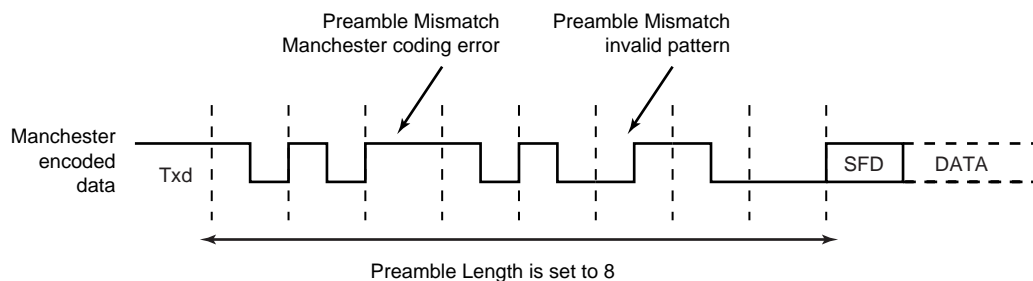 Preamble Mismatch
Manchester coding error
Preamble Mismatch
invalid pattern
Manchester
encoded
data
Txd
SFD
DATA
Preamble Length is set to 8